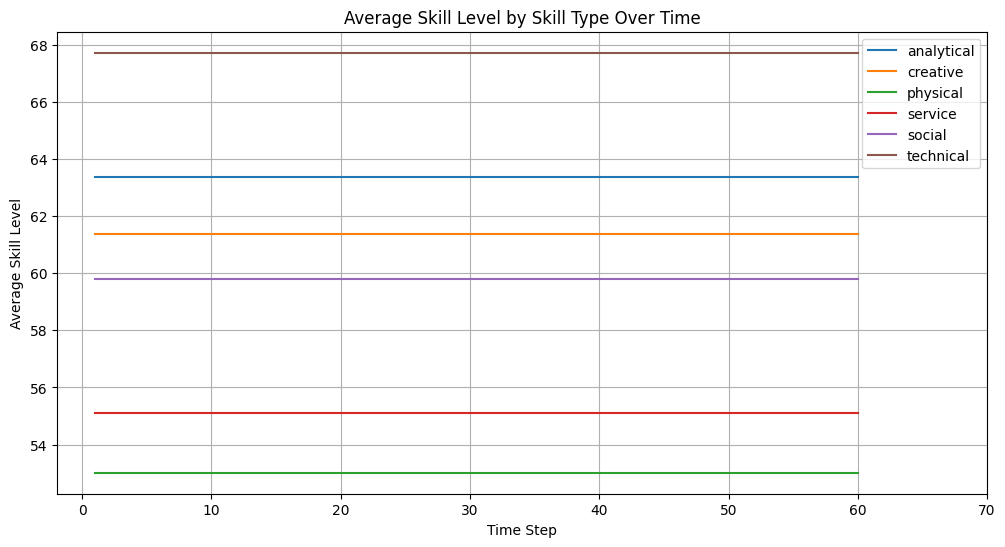 Average Skill Level by Skill Type Over Time
68
66
64
62
60
58
56
54
Average Skill Level
analytical
creative
physical
service
social
technical
0 10 20 30 40 50 60 70
Time Step